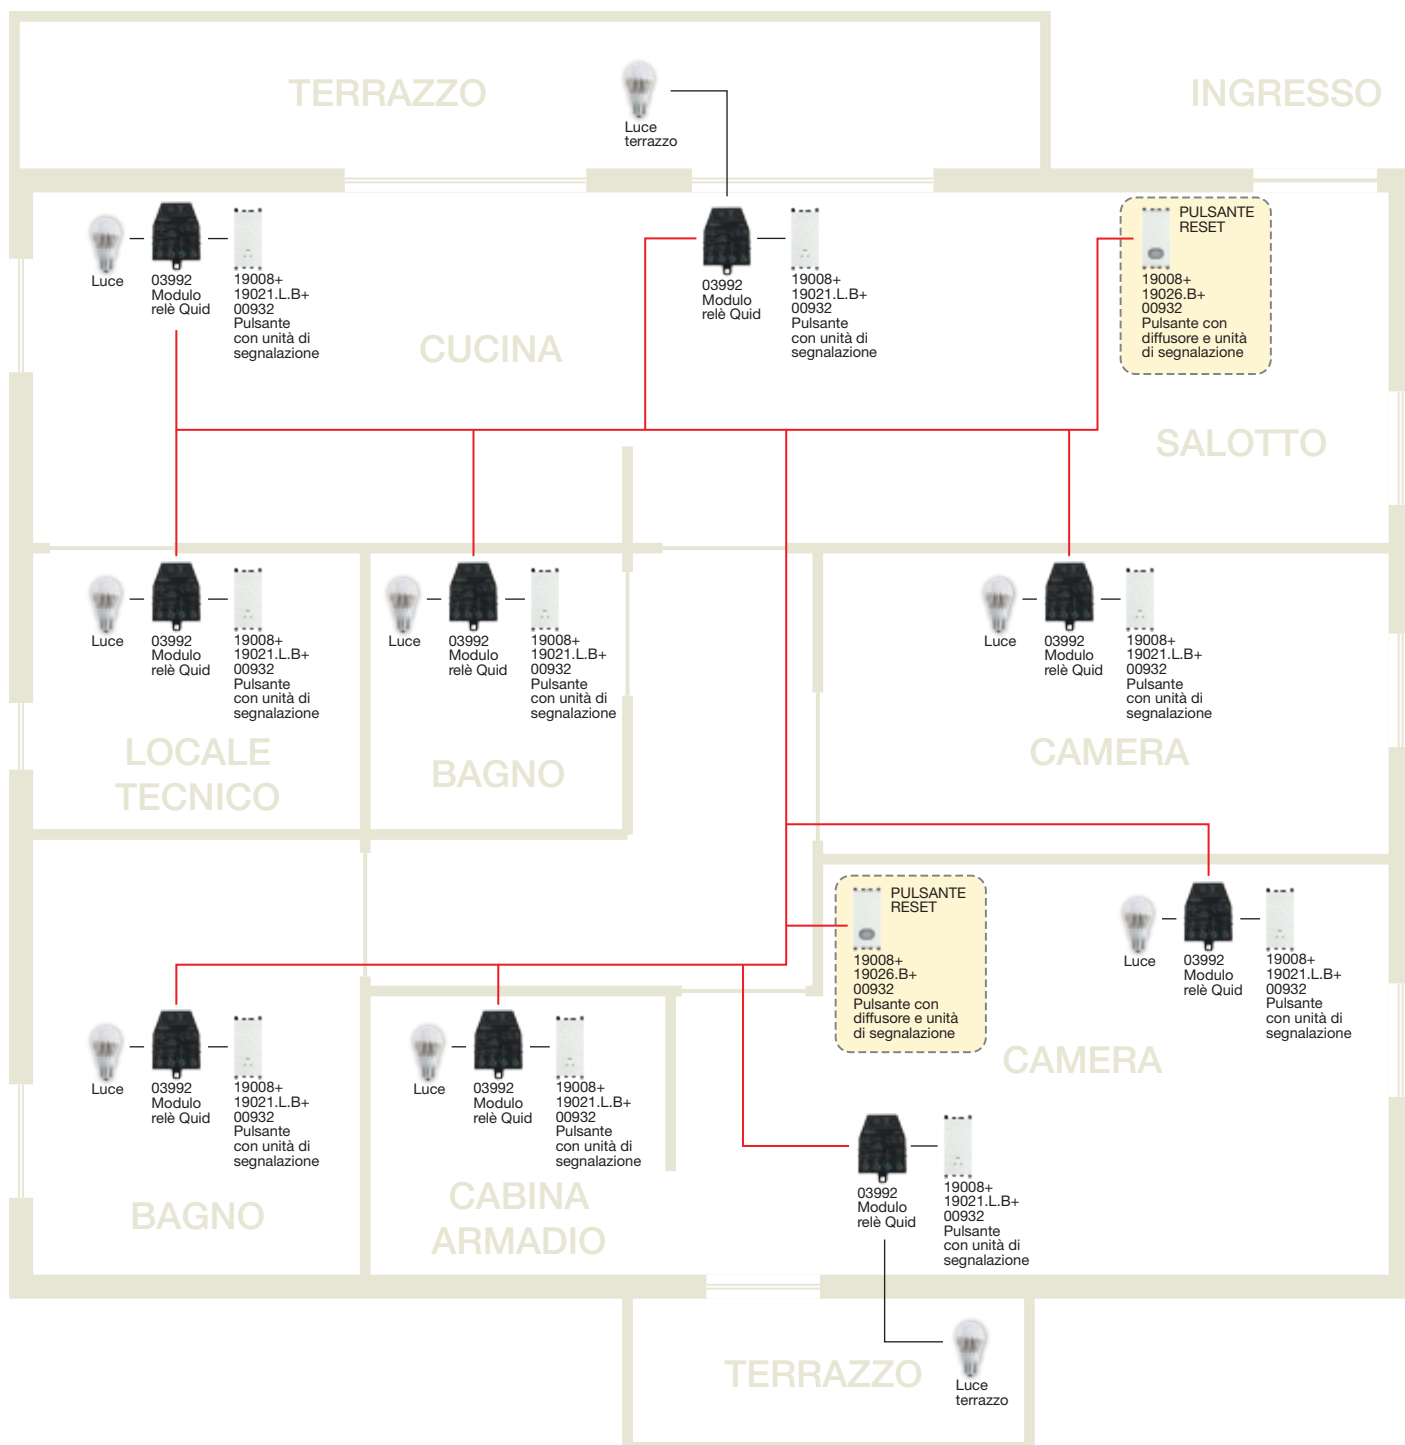 TERRAZZO
INGRESSO
Luce
terrazzo
Luce
03992
Modulo
relè Quid
19008+
19021.L.B+
00932
Pulsante
con unità di
segnalazione
03992
Modulo
relè Quid
19008+
19021.L.B+
00932
Pulsante
con unità di
segnalazione
PULSANTE
RESET
19008+
19026.B+
00932
Pulsante con
diffusore e unità
di segnalazione
CUCINA
SALOTTO
Luce
03992
Modulo
relè Quid
19008+
19021.L.B+
00932
Pulsante
con unità di
segnalazione
Luce
03992
Modulo
relè Quid
19008+
19021.L.B+
00932
Pulsante
con unità di
segnalazione
Luce
03992
Modulo
relè Quid
19008+
19021.L.B+
00932
Pulsante
con unità di
segnalazione
LOCALE
TECNICO
BAGNO
CAMERA
PULSANTE
RESET
19008+
19026.B+
00932
Pulsante con
diffusore e unità
di segnalazione
Luce
03992
Modulo
relè Quid
19008+
19021.L.B+
00932
Pulsante
con unità di
segnalazione
CAMERA
Luce
03992
Modulo
relè Quid
19008+
19021.L.B+
00932
Pulsante
con unità di
segnalazione
Luce
03992
Modulo
relè Quid
19008+
19021.L.B+
00932
Pulsante
con unità di
segnalazione
BAGNO
CABINA
ARMADIO
03992
Modulo
relè Quid
19008+
19021.L.B+
00932
Pulsante
con unità di
segnalazione
TERRAZZO
Luce
terrazzo